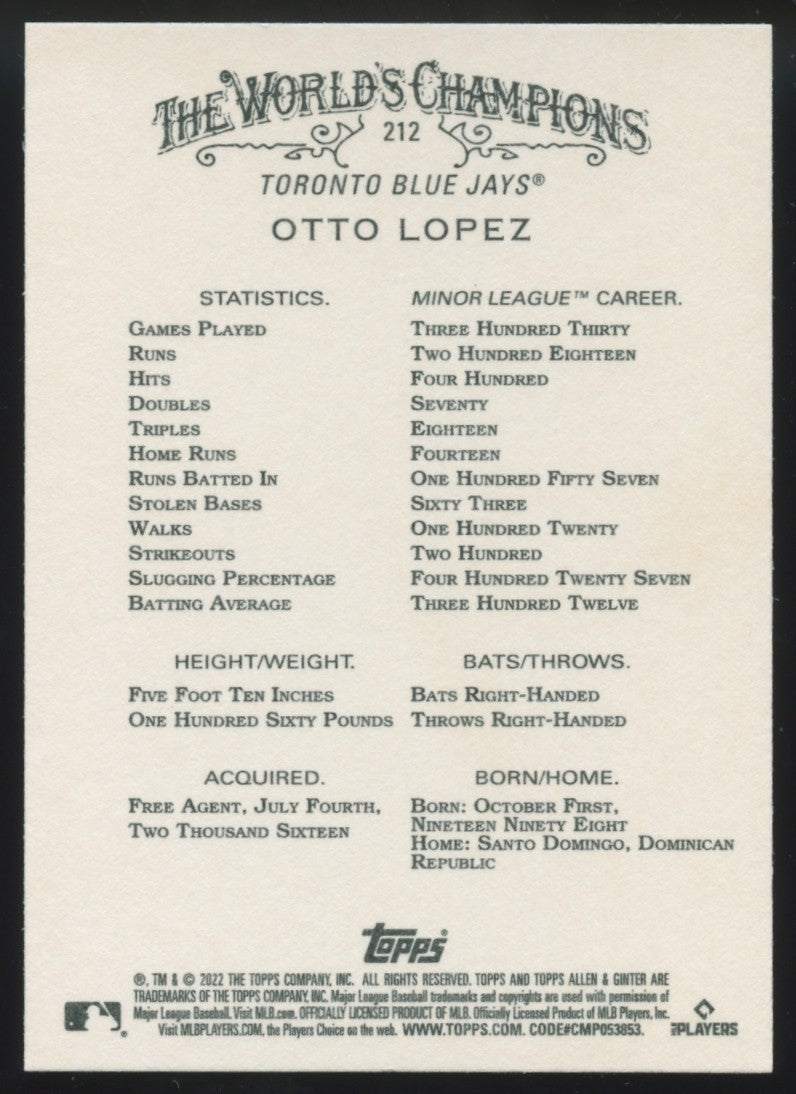 THE WORLD'S CHAMPIONS
212
TORONTO BLUE JAYS®
OTTO LOPEZ
STATISTICS. MINOR LEAGUE™ CAREER.
GAMES PLAYED THREE HUNDRED THIRTY
RUNS TWO HUNDRED EIGHTEEN
HITS FOUR HUNDRED
DOUBLES SEVENTY
TRIPLES EIGHTEEN
HOME RUNS FOURTEEN
RUNS BATTED IN ONE HUNDRED FIFTY SEVEN
STOLEN BASES SIXTY THREE
WALKS ONE HUNDRED TWENTY
STRIKEOUTS TWO HUNDRED
SLUGGING PERCENTAGE FOUR HUNDRED TWENTY SEVEN
BATTING AVERAGE THREE HUNDRED TWELVE
HEIGHT/WEIGHT.
FIVE FOOT TEN INCHES
ONE HUNDRED SIXTY POUNDS
BATS/THROWS.
BATS RIGHT-HANDED
THROWS RIGHT-HANDED
ACQUIRED.
FREE AGENT, JULY FOURTH,
TWO THOUSAND SIXTEEN
BORN/HOME.
BORN: OCTOBER FIRST,
NINETEEN NINETY EIGHT
HOME: SANTO DOMINGO, DOMINICAN
REPUBLIC
topps®
®, TM & © 2022 THE TOPPS COMPANY, INC. ALL RIGHTS RESERVED. TOPPS AND TOPPS ALLEN & GINTER ARE
TRADEMARKS OF THE TOPPS COMPANY, INC. Major League Baseball trademarks and copyrights are used with permission of
Major League Baseball. Visit MLB.com. OFFICIALLY LICENSED PRODUCT OF MLB. Officially Licensed Product of MLB Players, Inc.
Visit MLBPLAYERS.COM, the Players Choice on the web. WWW.TOPPS.COM. CODE#CMP053853.
MLB PLAYERS